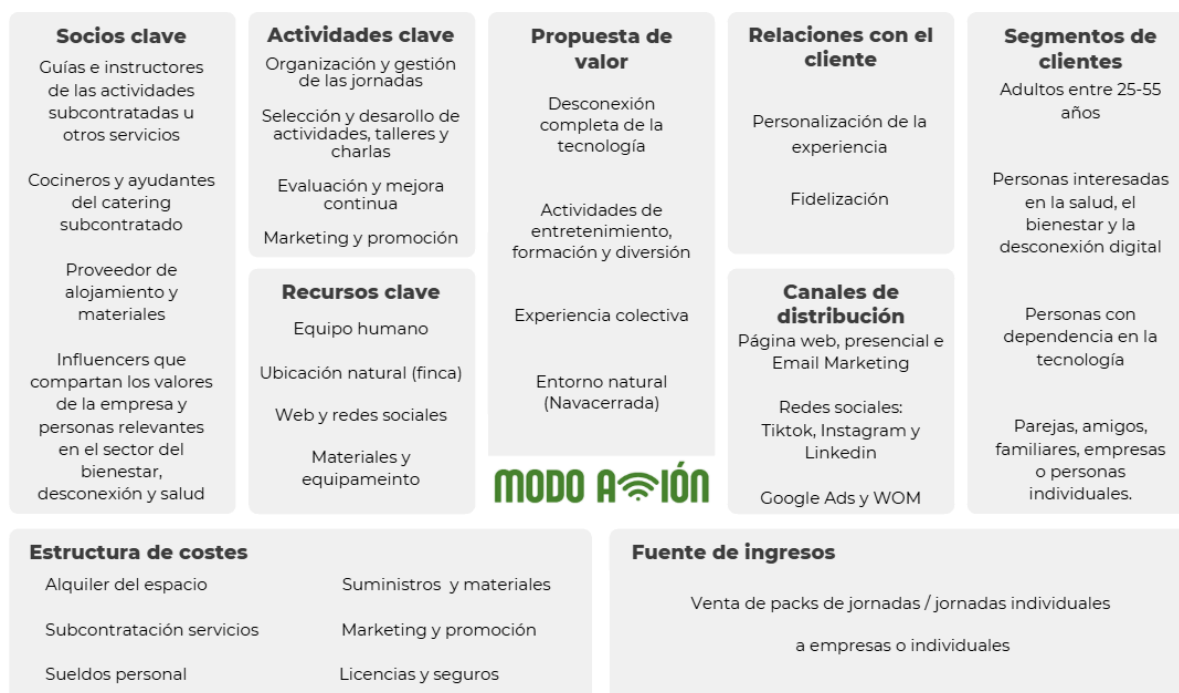 Socios clave
Guías e instructores
de las actividades
subcontratadas u
otros servicios
Cocineros y ayudantes
del catering
subcontratado
Proveedor de
alojamiento y
materiales
Influencers que
compartan los valores
de la empresa y
personas relevantes
en el sector del
bienestar,
desconexión y salud
Actividades clave
Organización y gestión
de las jornadas
Selección y desarollo de
actividades, talleres y
charlas
Evaluación y mejora
continua
Marketing y promoción
Recursos clave
Equipo humano
Ubicación natural (finca)
Web y redes sociales
Materiales y
equipameinto
Propuesta de
valor
Desconexión
completa de la
tecnología
Actividades de
entretenimiento,
formación y diversión
Experiencia colectiva
Entorno natural
(Navacerrada)
MODO AVIÓN
Relaciones con el
cliente
Personalización de la
experiencia
Fidelización
Canales de
distribución
Página web, presencial e
Email Marketing
Redes sociales:
Tiktok, Instagram y
Linkedin
Google Ads y WOM
Segmentos de
clientes
Adultos entre 25-55
años
Personas interesadas
en la salud, el
bienestar y la
desconexión digital
Personas con
dependencia en la
tecnología
Parejas, amigos,
familiares, empresas
o personas
individuales.
Estructura de costes
Alquiler del espacio
Subcontratación servicios
Sueldos personal
Suministros y materiales
Marketing y promoción
Licencias y seguros
Fuente de ingresos
Venta de packs de jornadas / jornadas individuales
a empresas o individuales